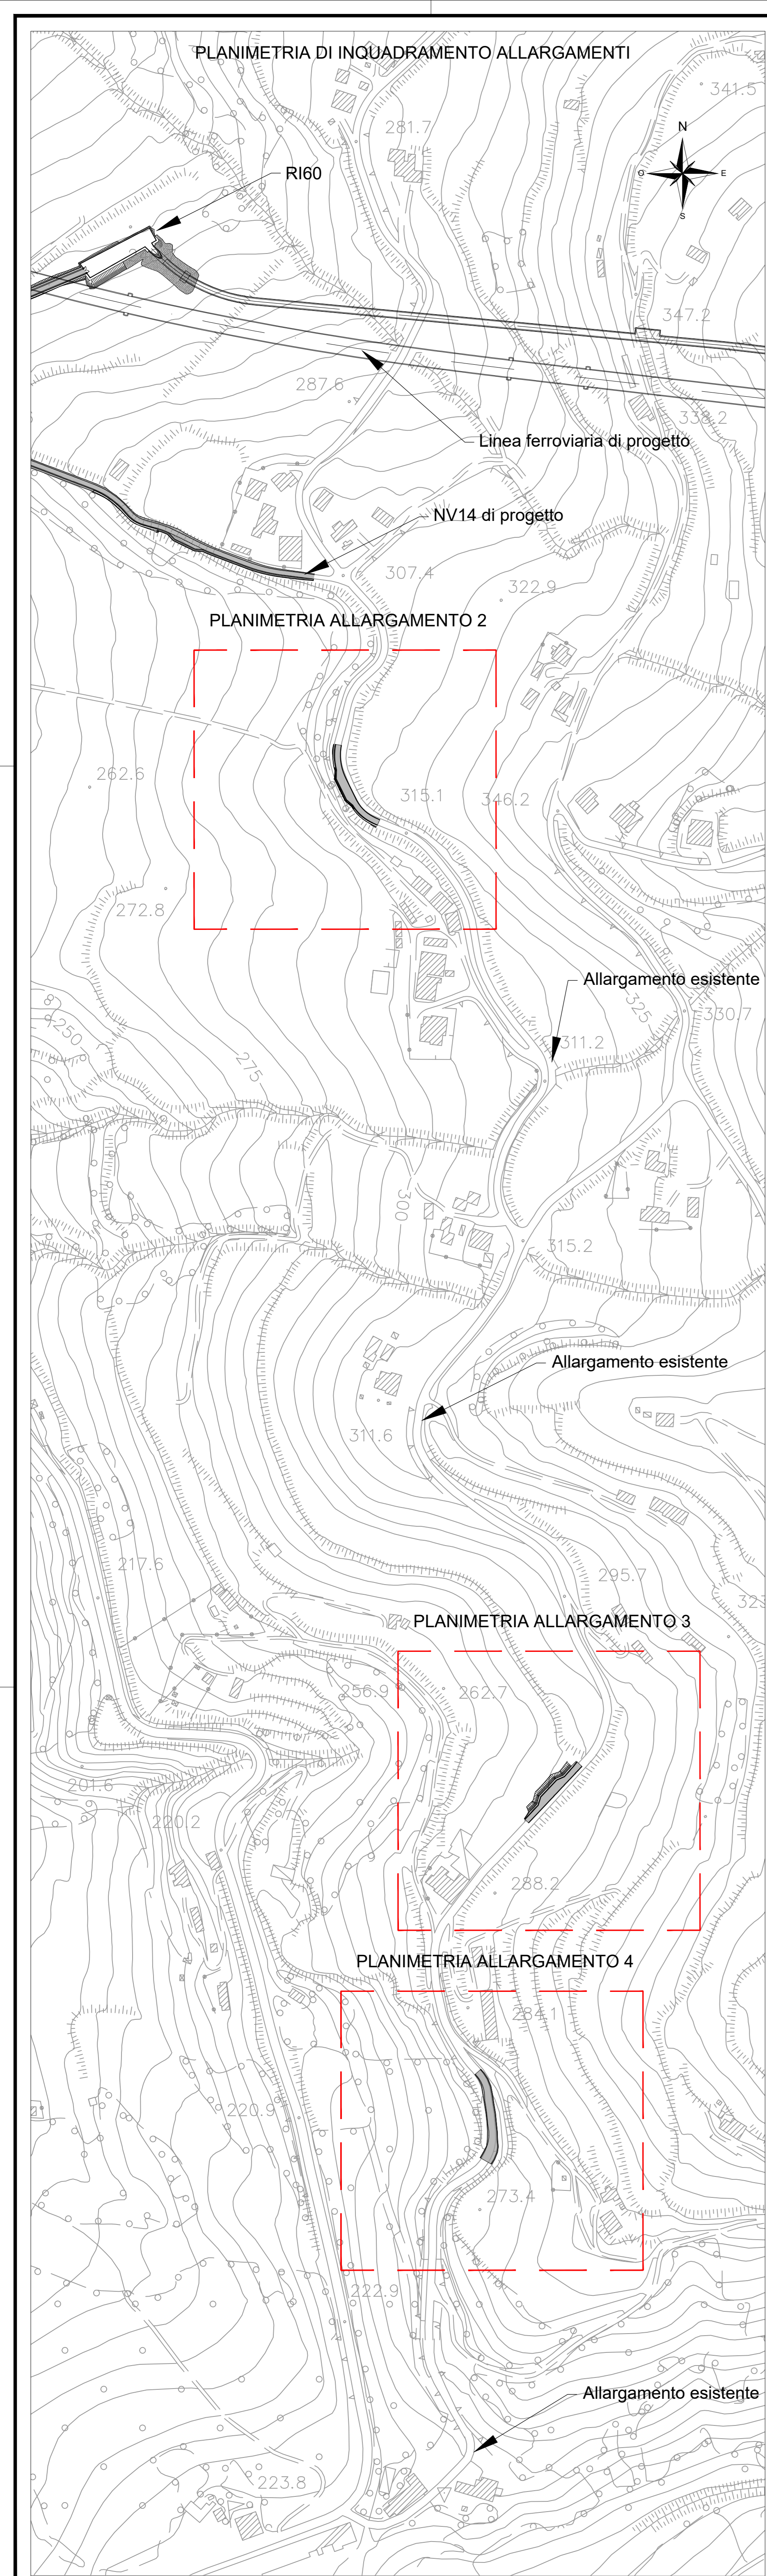 PLANIMETRIA DI INQUADRAMENTO ALLARGAMENTI
341.5
281.7
N
O
E
S
RI60
347.2
287.6
338.2
Linea ferroviaria di progetto
NV14 di progetto
307.4
322.9
PLANIMETRIA ALLARGAMENTO 2
262.6
315.1
346.2
272.8
Allargamento esistente
325
330.7
250
311.2
275
300
315.2
Allargamento esistente
311.6
217.6
295.7
323
PLANIMETRIA ALLARGAMENTO 3
256.9
262.7
201.6
220.2
288.2
PLANIMETRIA ALLARGAMENTO 4
284.1
220.9
273.4
222.9
Allargamento esistente
223.8